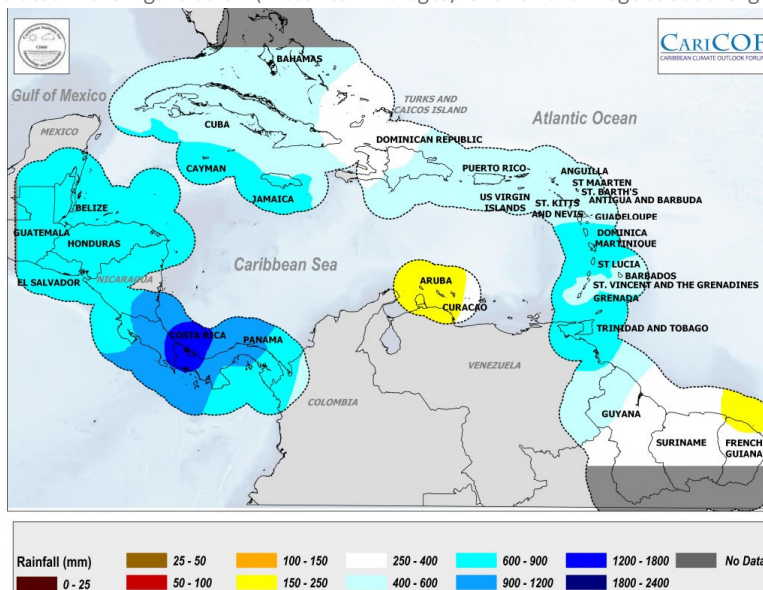 CARICOF
CARIBBEAN CLIMATE OUTLOOK FORUM
BAHAMAS
Gulf of Mexico
TURKS AND
CAICOS ISLAND
Atlantic Ocean
MEXICO
CUBA
DOMINICAN REPUBLIC
CAYMAN
PUERTO RICO
ANGUILLA
ST MAARTEN
ST. BARTH'S
JAMAICA
US VIRGIN
ISLANDS
ST. KITTS
AND NEVIS
ANTIGUA AND BARBUDA
BELIZE
GUADELOUPE
GUATEMALA
HONDURAS
DOMINICA
MARTINIQUE
Caribbean Sea
ST LUCIA
EL SALVADOR
NICARAGUA
ARUBA
BARBADOS
ST. VINCENT AND THE GRENADINES
CURACAO
GRENADA
COSTA RICA
PANAMA
TRINIDAD AND TOBAGO
VENEZUELA
COLOMBIA
GUYANA
SURINAME
FRENCH
GUIANA
Rainfall (mm)
25 - 50
100 - 150
250 - 400
600 - 900
1200 - 1800
No Data
0 - 25
50 - 100
150 - 250
400 - 600
900 - 1200
1800 - 2400